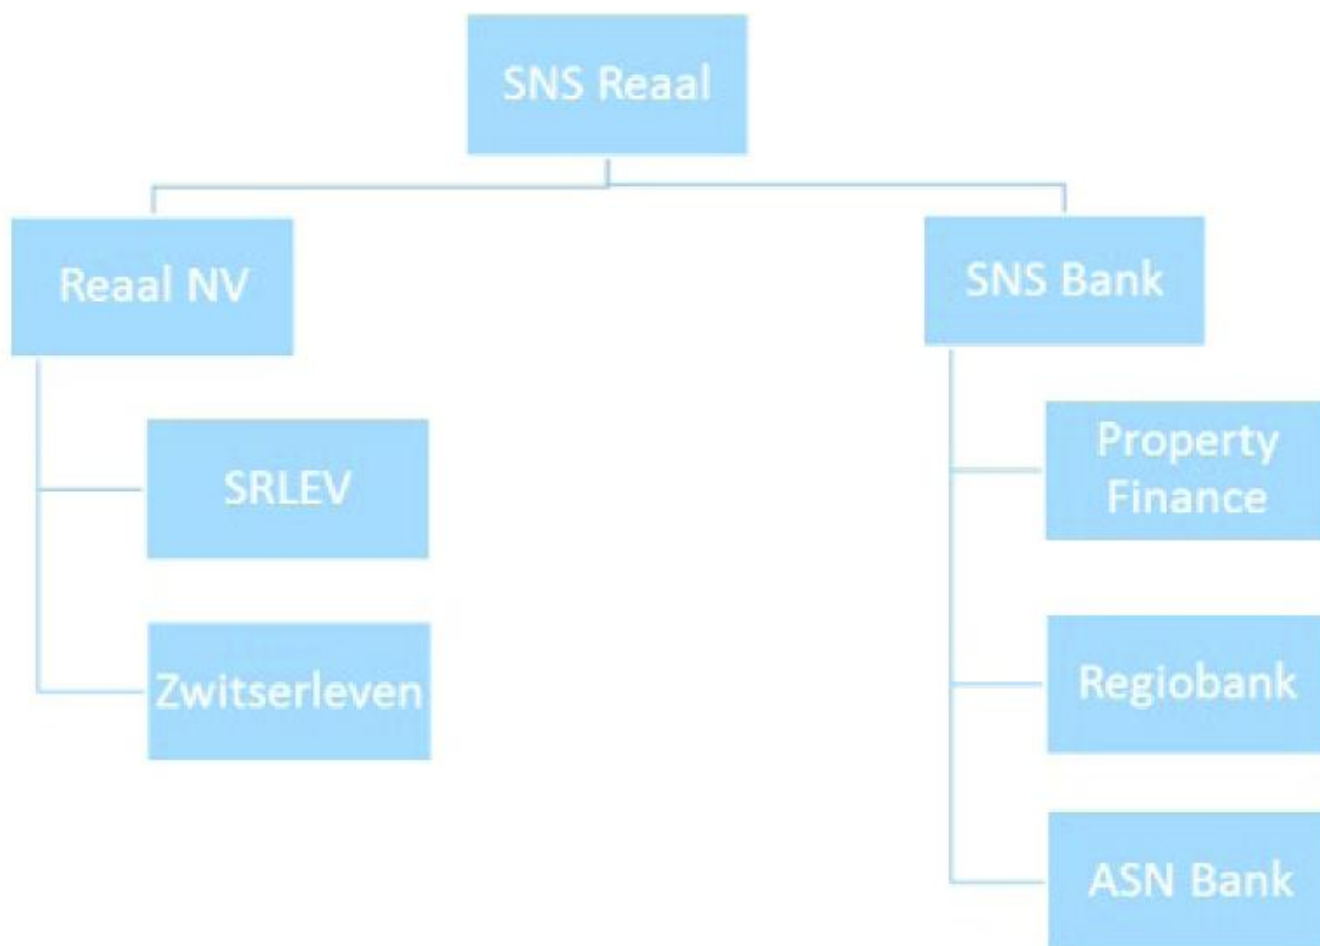 SNS Reaal
Reaal NV
SNS Bank
SRLEV
Zwitserleven
Property
Finance
Regiobank
ASN Bank